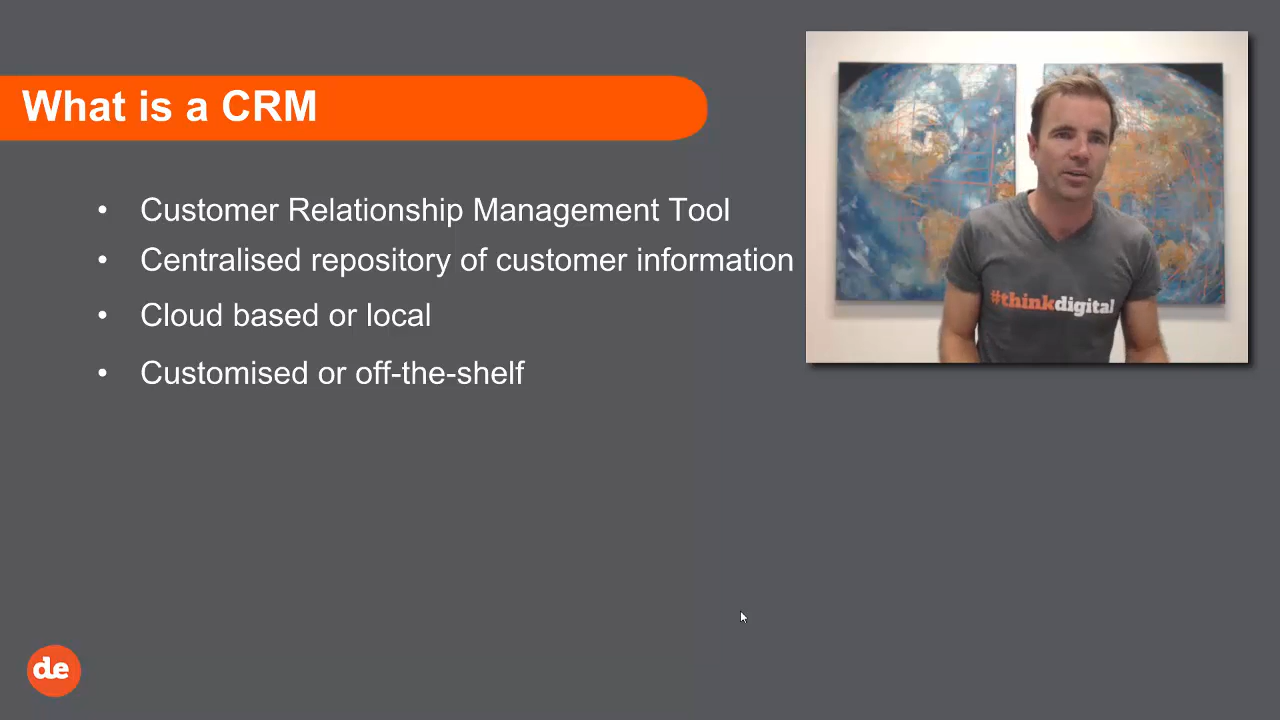 What is a CRM
• Customer Relationship Management Tool
• Centralised repository of customer information
• Cloud based or local
• Customised or off-the-shelf
#thinkdigital
de